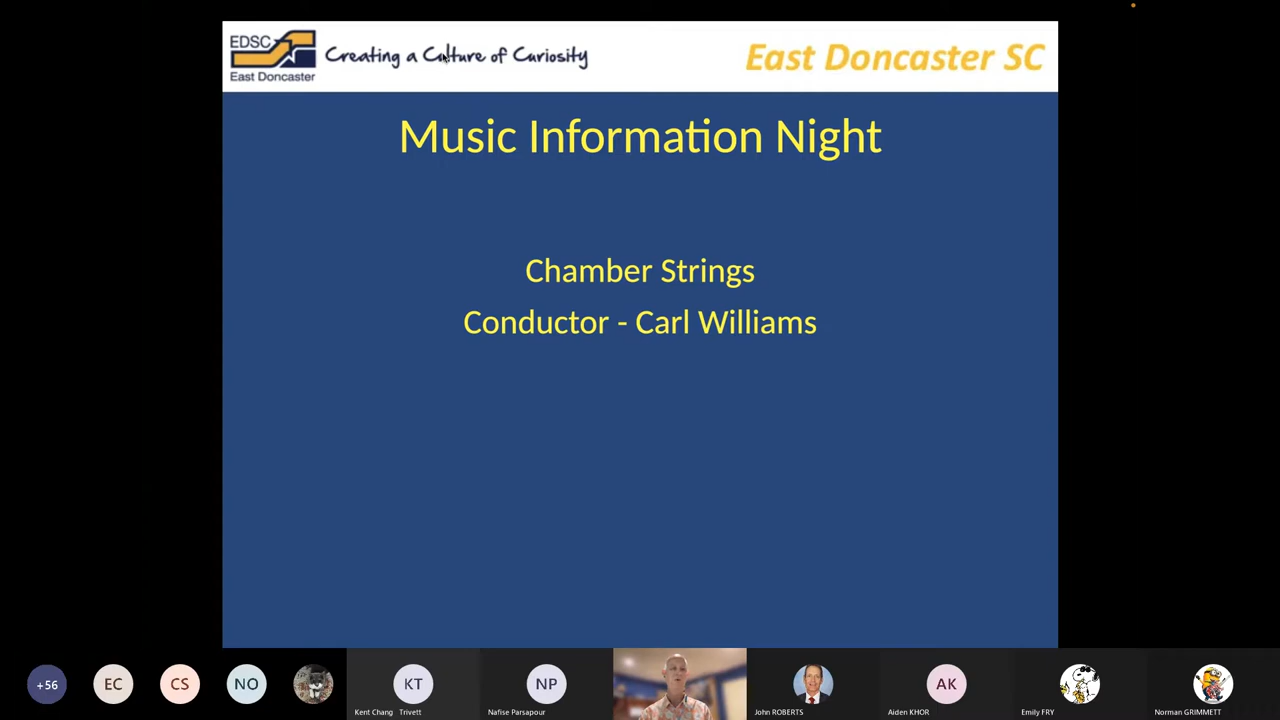 EDSC
East Doncaster
Creating a Culture of Curiosity
East Doncaster SC
Music Information Night
Chamber Strings
Conductor - Carl Williams
+56
EC
CS
NO
KT
Kent Chang Trivett
NP
Nafise Parsapour
John ROBERTS
AK
Aiden KHOR
Emily FRY
Norman GRIMMETT